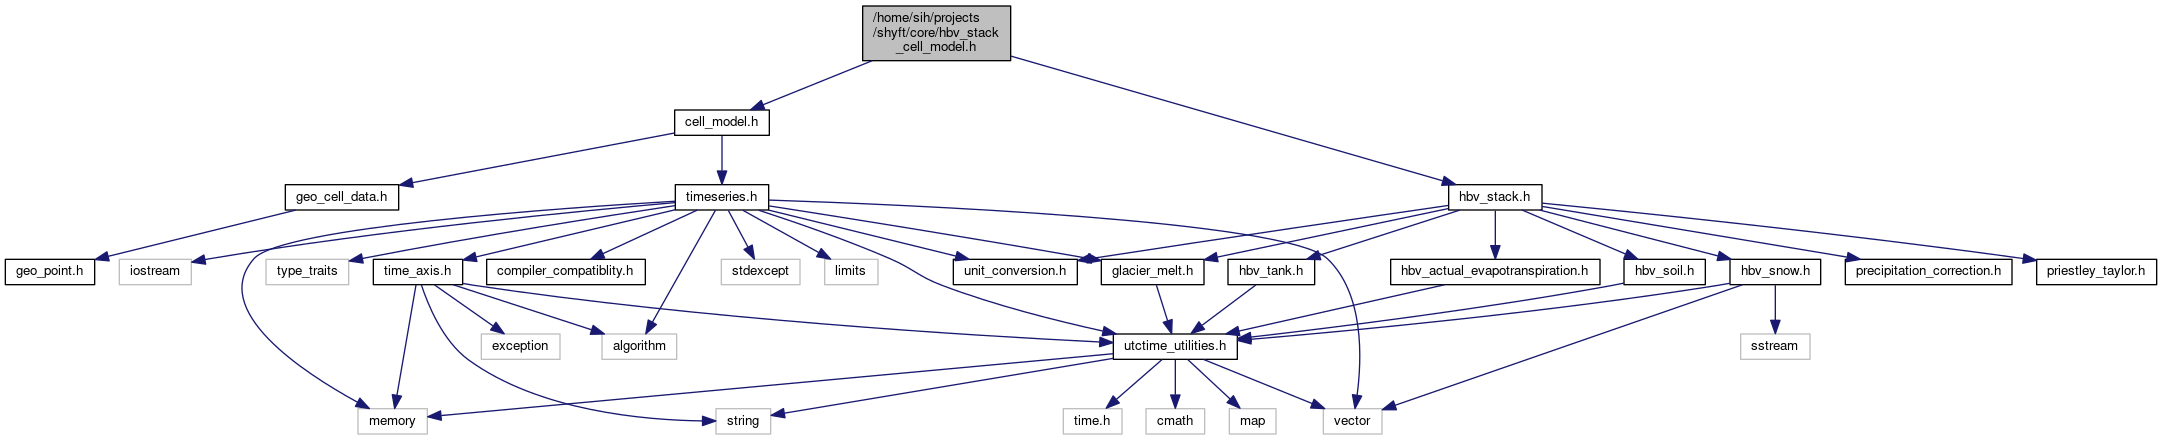 /home/sih/projects
/shyft/core/hbv_stack
_cell_model.h
cell_model.h
geo_cell_data.h
timeseries.h
hbv_stack.h
geo_point.h
iostream
type_traits
time_axis.h
compiler_compatiblity.h
stdexcept
limits
unit_conversion.h
glacier_melt.h
hbv_tank.h
hbv_actual_evapotranspiration.h
hbv_soil.h
hbv_snow.h
precipitation_correction.h
priestley_taylor.h
exception
algorithm
utctime_utilities.h
sstream
memory
string
time.h
cmath
map
vector